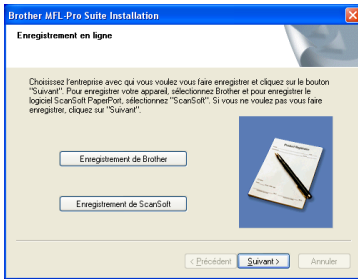 Brother MFL-Pro Suite Installation
Enregistrement en ligne
Choisissez l'entreprise avec qui vous voulez vous faire enregistrer et cliquez sur le bouton
"Suivant". Pour enregistrer votre appareil, sélectionnez Brother et pour enregistrer le
logiciel ScanSoft PaperPort, sélectionnez "ScanSoft". Si vous ne voulez pas vous faire
enregistrer, cliquez sur "Suivant".
Enregistrement de Brother
Enregistrement de ScanSoft
< Précédent Suivant > Annuler